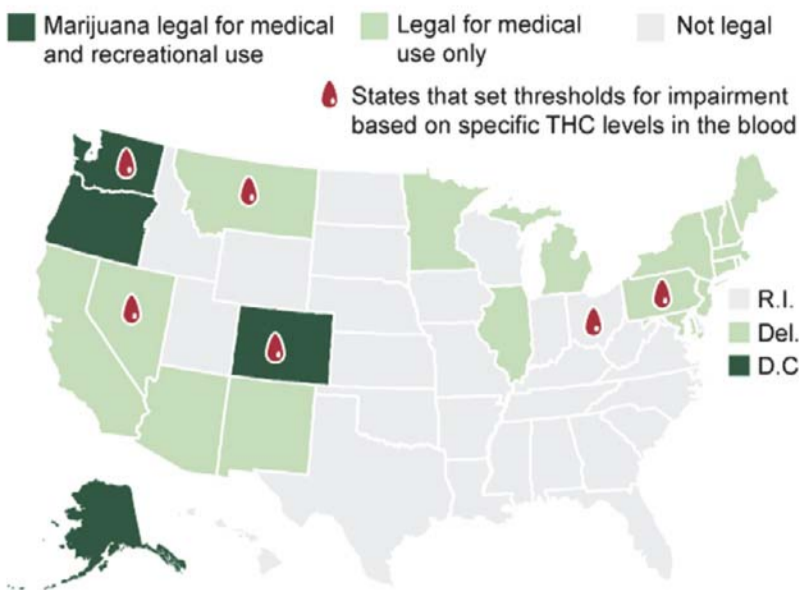 Marijuana legal for medical
and recreational use
Legal for medical
use only
Not legal
States that set thresholds for impairment
based on specific THC levels in the blood
R.I.
Del.
D.C